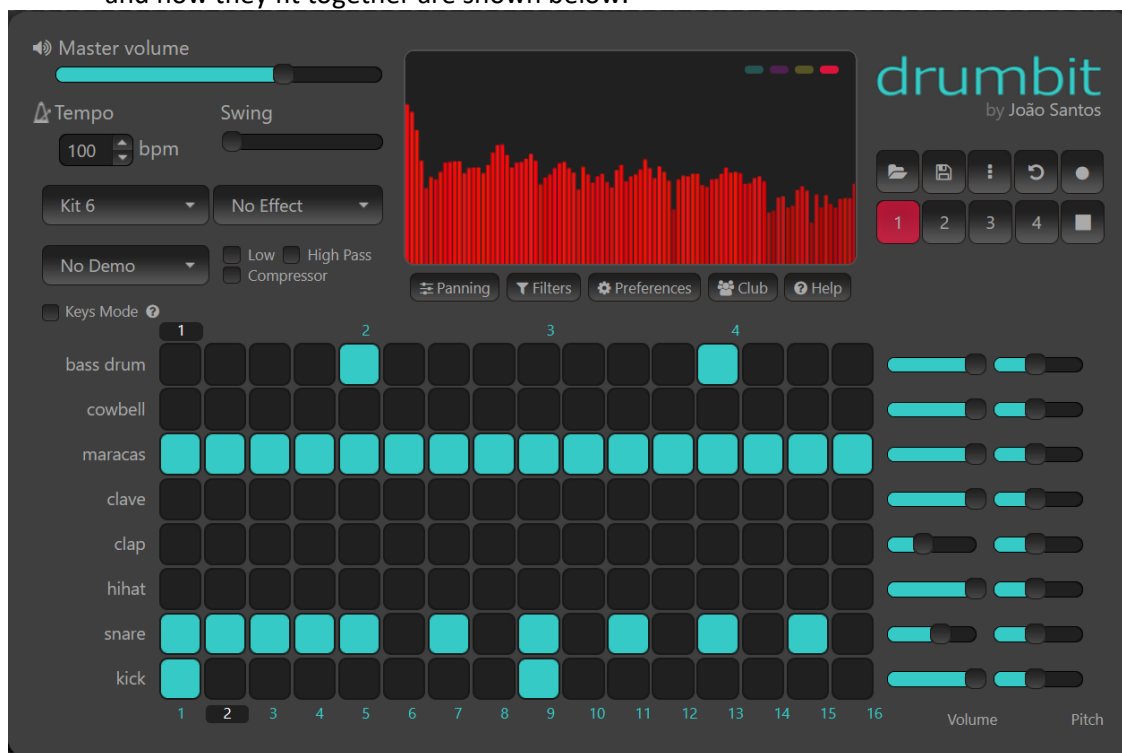 and how they fit together are shown below.
Master volume
drumbit
by João Santos
Tempo
Swing
100 bpm
Kit 6
No Effect
1 2 3 4
No Demo
Low High Pass
Compressor
Panning Filters Preferences Club Help
Keys Mode
1 2 3 4
bass drum
cowbell
maracas
clave
clap
hihat
snare
kick
1 2 3 4 5 6 7 8 9 10 11 12 13 14 15 16
Volume Pitch